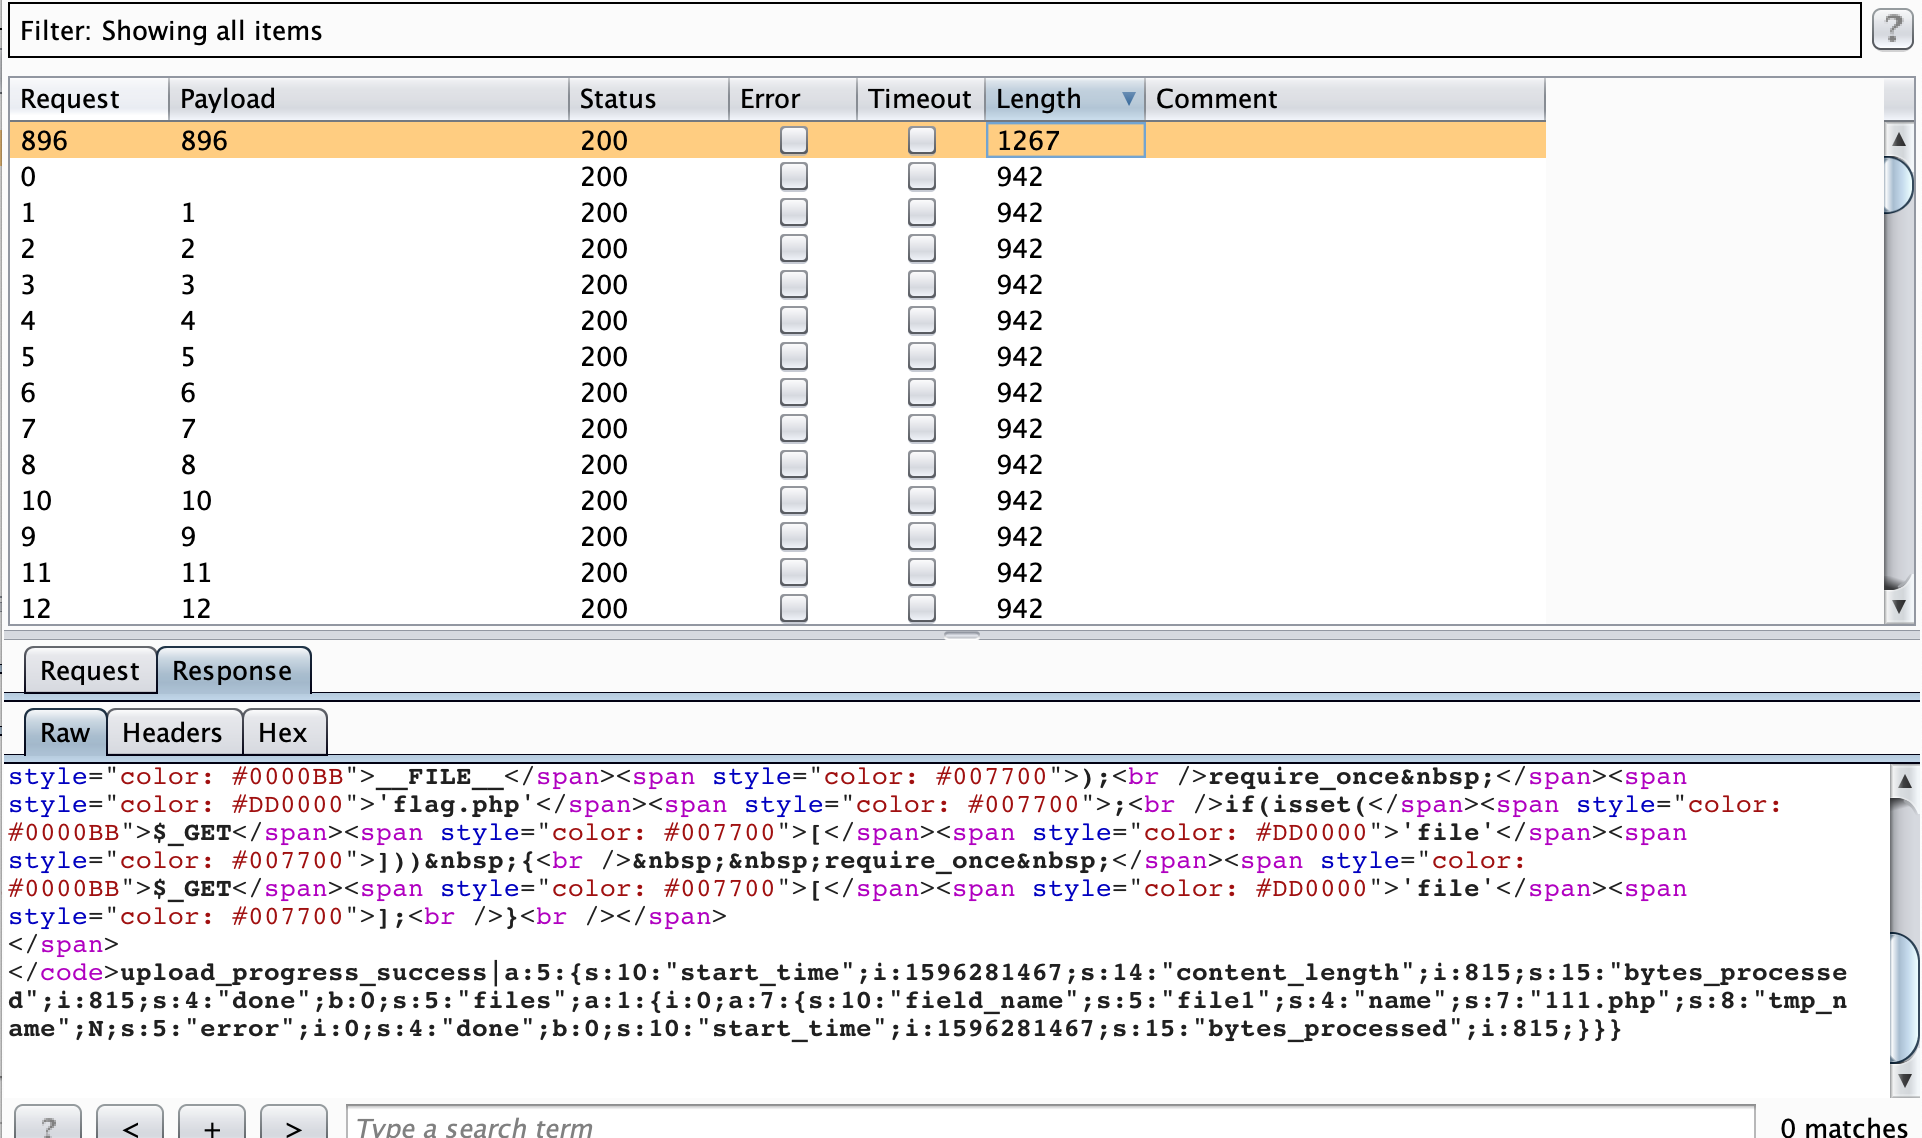 Filter: Showing all items
?
Request Payload Status Error Timeout Length Comment
896 896 200 1267
0 200 942
1 1 200 942
2 2 200 942
3 3 200 942
4 4 200 942
5 5 200 942
6 6 200 942
7 7 200 942
8 8 200 942
10 10 200 942
9 9 200 942
11 11 200 942
12 12 200 942
Request Response
Raw Headers Hex
style="color: #0000BB">__FILE__</span><span style="color: #007700">);<br />require_once&nbsp;</span><span
style="color: #DD0000">'flag.php'</span><span style="color: #007700">;<br />if(isset(</span><span style="color:
#0000BB">$_GET</span><span style="color: #007700">[</span><span style="color: #DD0000">'file'</span><span
style="color: #007700">]))&nbsp;{<br />&nbsp;&nbsp;require_once&nbsp;</span><span style="color:
#0000BB">$_GET</span><span style="color: #007700">[</span><span style="color: #DD0000">'file'</span><span
style="color: #007700">];<br />}<br /></span>
</span>
</code>upload_progress_success|a:5:{s:10:"start_time";i:1596281467;s:14:"content_length";i:815;s:15:"bytes_processe
d";i:815;s:4:"done";b:0;s:5:"files";a:1:{i:0;a:7:{s:10:"field_name";s:5:"file1";s:4:"name";s:7:"111.php";s:8:"tmp_n
ame";N;s:5:"error";i:0;s:4:"done";b:0;s:10:"start_time";i:1596281467;s:15:"bytes_processed";i:815;}}}
? < + > Type a search term 0 matches